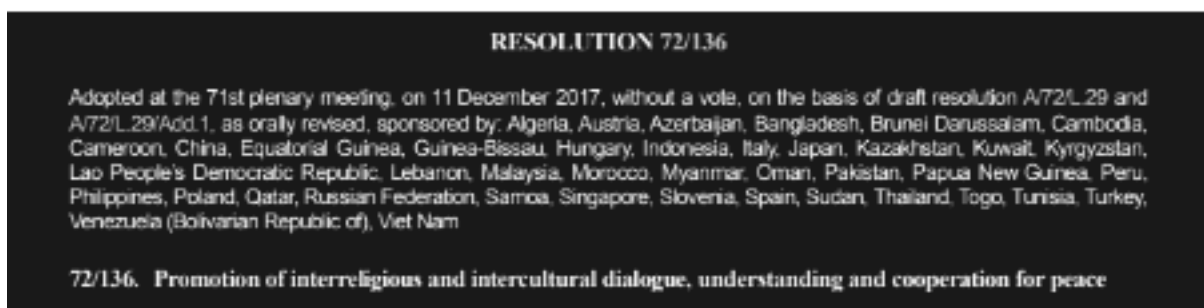 RESOLUTION 72/136
Adopted at the 71st plenary meeting, on 11 December 2017, without a vote, on the basis of draft resolution A/72/L.29 and
A/72/L.29/Add.1, as orally revised, sponsored by: Algeria, Austria, Azerbaijan, Bangladesh, Brunei Darussalam, Cambodia,
Cameroon, China, Equatorial Guinea, Guinea-Bissau, Hungary, Indonesia, Italy, Japan, Kazakhstan, Kuwait, Kyrgyzstan,
Lao People's Democratic Republic, Lebanon, Malaysia, Morocco, Myanmar, Oman, Pakistan, Papua New Guinea, Peru,
Philippines, Poland, Qatar, Russian Federation, Samoa, Singapore, Slovenia, Spain, Sudan, Thailand, Togo, Tunisia, Turkey,
Venezuela (Bolivarian Republic of), Viet Nam
72/136. Promotion of interreligious and intercultural dialogue, understanding and cooperation for peace